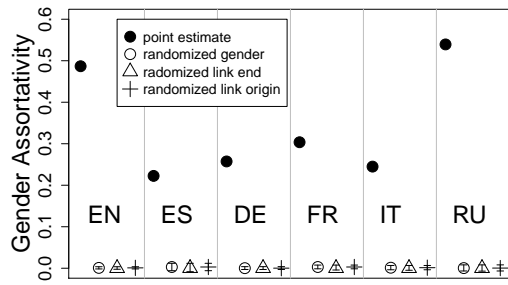 Gender Assortativity
0.6
0.5
0.4
0.3
0.2
0.1
0.0
point estimate
randomized gender
radomized link end
randomized link origin
EN ES DE FR IT RU